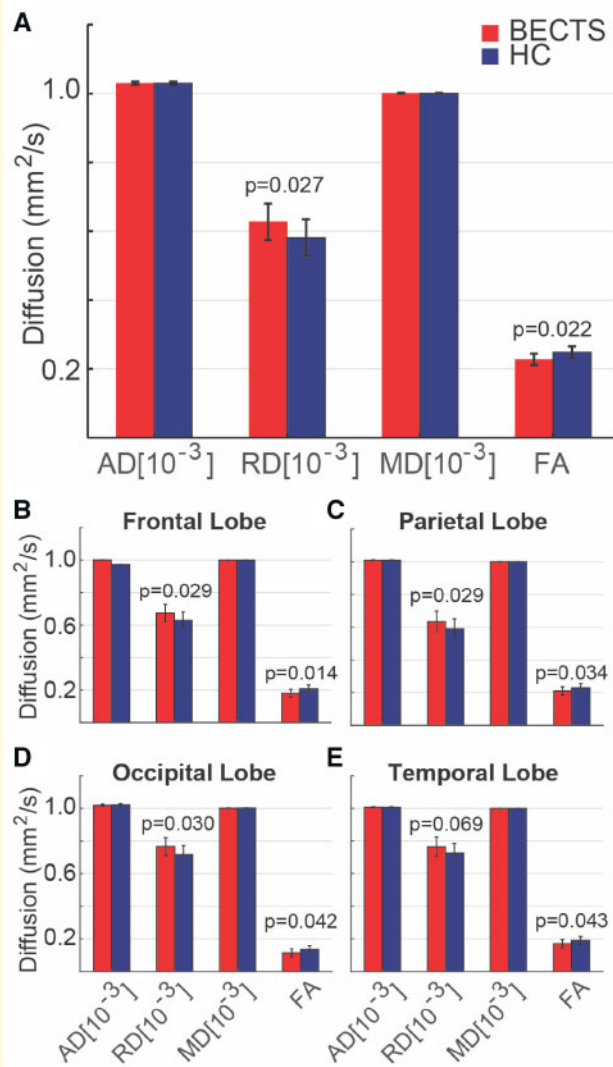 A
BECTS
HC
Diffusion (mm²/s)
1.0
0.2
p=0.027
p=0.022
AD[10⁻³] RD[10⁻³] MD[10⁻³] FA
B Frontal Lobe
Diffusion (mm²/s)
1.0
0.6
0.2
p=0.029
p=0.014
C Parietal Lobe
p=0.029
p=0.034
D Occipital Lobe
Diffusion (mm²/s)
1.0
0.6
0.2
p=0.030
p=0.042
AD[10⁻³] RD[10⁻³] MD[10⁻³] FA
E Temporal Lobe
p=0.069
p=0.043
AD[10⁻³] RD[10⁻³] MD[10⁻³] FA